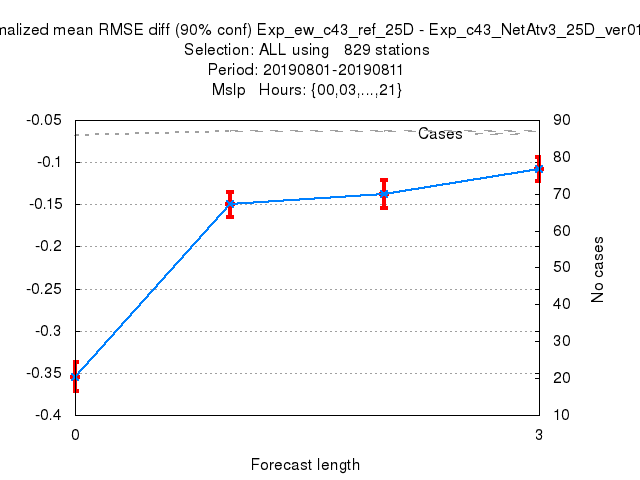 malized mean RMSE diff (90% conf) Exp_ew_c43_ref_25D - Exp_c43_NetAtv3_25D_ver01
Selection: ALL using 829 stations
Period: 20190801-20190811
Mslp Hours: {00,03,...,21}
-0.05
-0.1
-0.15
-0.2
-0.25
-0.3
-0.35
-0.4
Cases
90
80
70
60
50
40
30
20
10
No cases
0
3
Forecast length